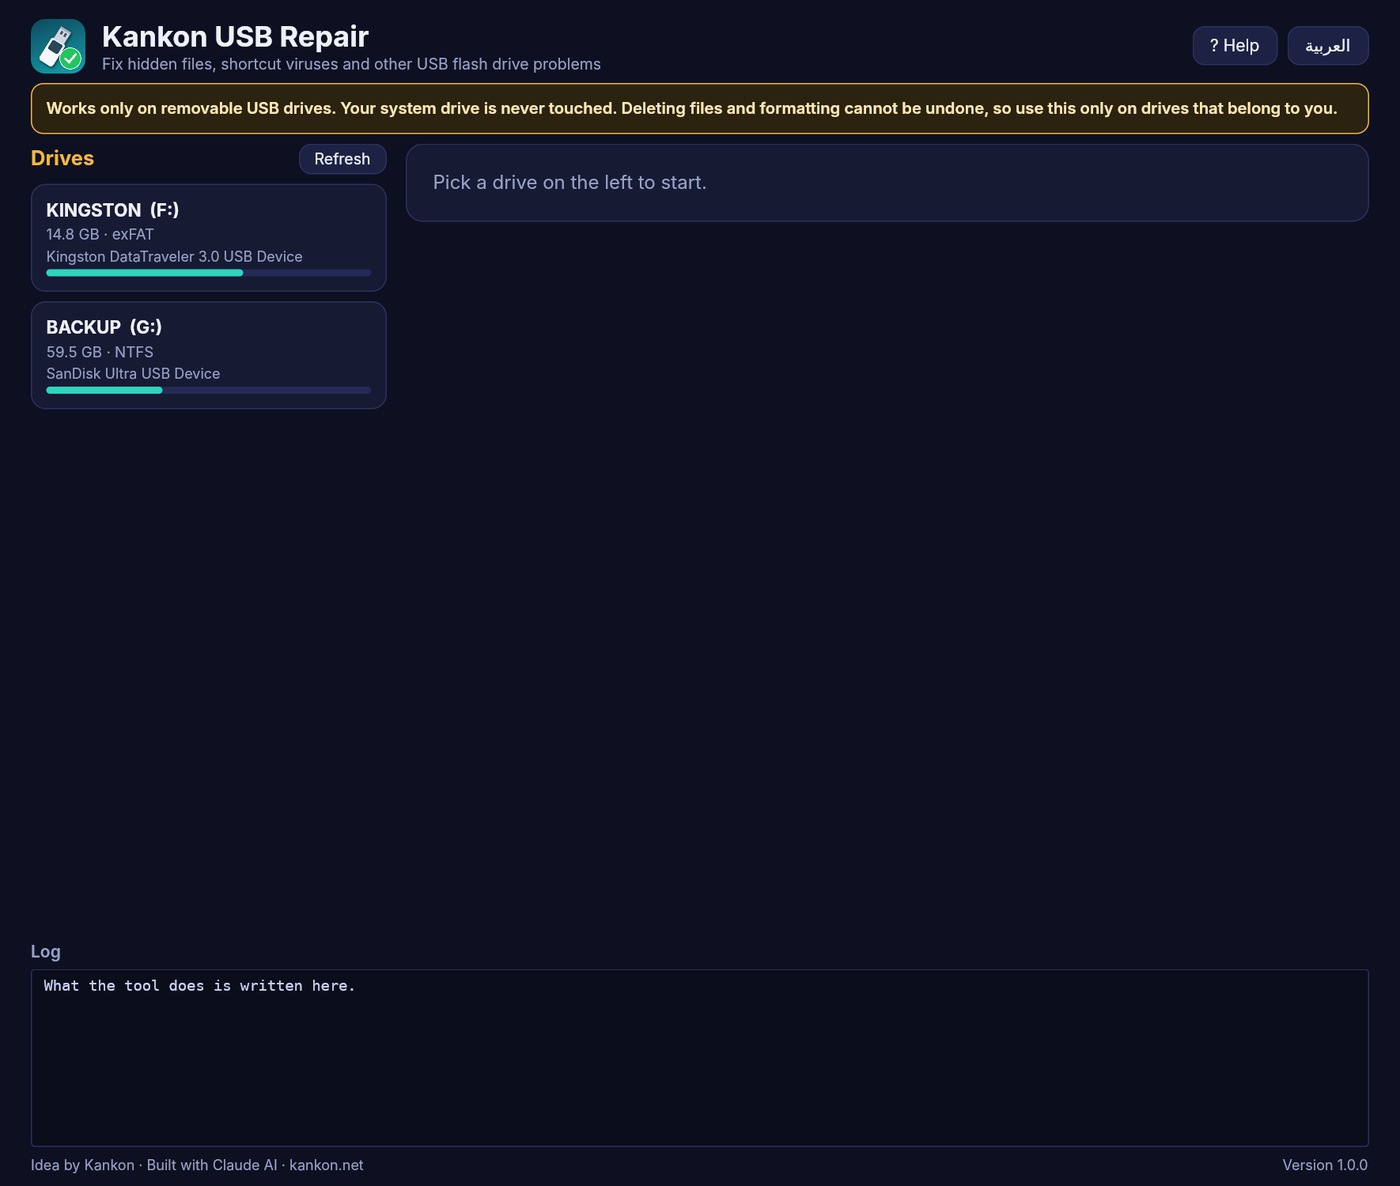 Kankon USB Repair
Fix hidden files, shortcut viruses and other USB flash drive problems
? Help
العربية
Works only on removable USB drives. Your system drive is never touched. Deleting files and formatting cannot be undone, so use this only on drives that belong to you.
Drives
Refresh
KINGSTON (F:)
14.8 GB · exFAT
Kingston DataTraveler 3.0 USB Device
BACKUP (G:)
59.5 GB · NTFS
SanDisk Ultra USB Device
Pick a drive on the left to start.
Log
What the tool does is written here.
Idea by Kankon · Built with Claude AI · kankon.net
Version 1.0.0